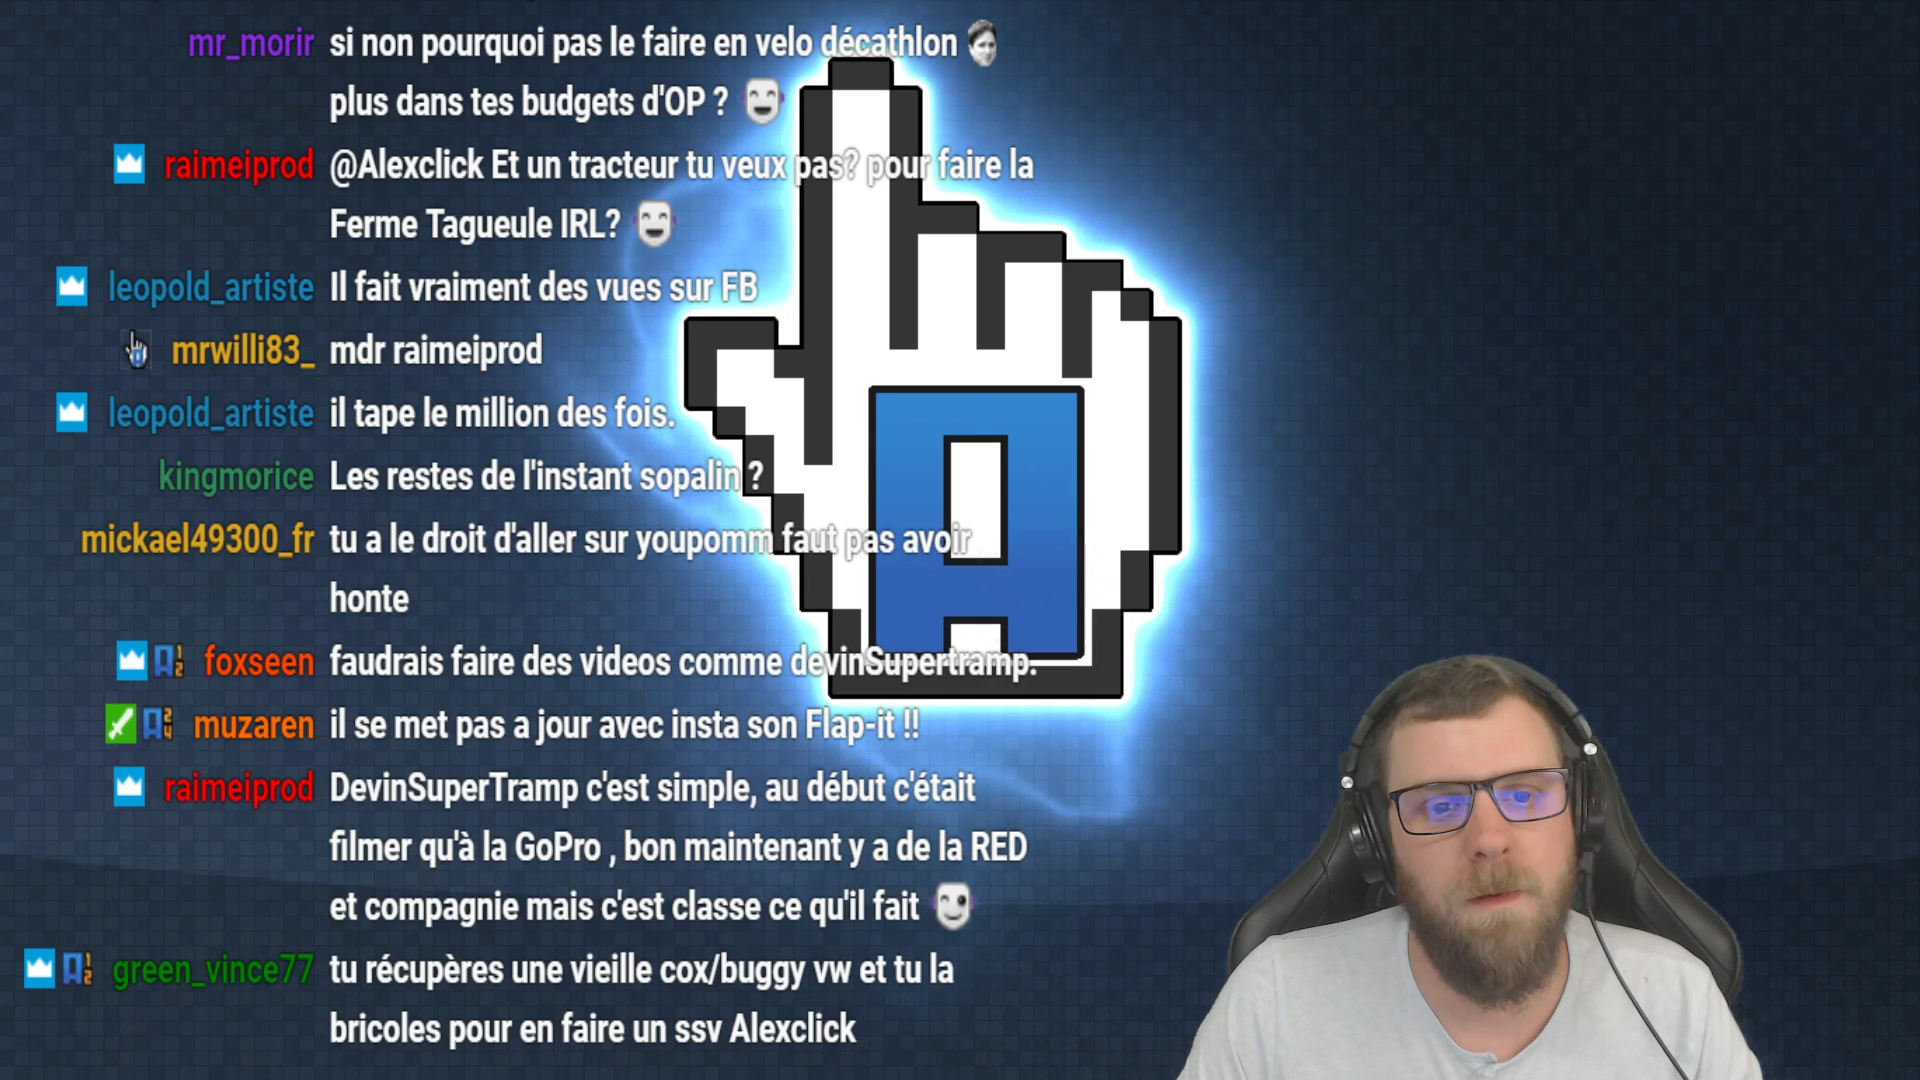 mr_morir si non pourquoi pas le faire en velo décathlon
plus dans tes budgets d'OP ?
raimeiprod @Alexclick Et un tracteur tu veux pas? pour faire la
Ferme Tagueule IRL?
leopold_artiste Il fait vraiment des vues sur FB
mrwilli83_ mdr raimeiprod
leopold_artiste il tape le million des fois.
kingmorice Les restes de l'instant sopalin ?
mickael49300_fr tu a le droit d'aller sur youpomm faut pas avoir
honte
foxseen faudrais faire des videos comme devinSupertramp.
muzaren il se met pas a jour avec insta son Flap-it !!
raimeiprod DevinSuperTramp c'est simple, au début c'était
filmer qu'à la GoPro , bon maintenant y a de la RED
et compagnie mais c'est classe ce qu'il fait
green_vince77 tu récupères une vieille cox/buggy vw et tu la
bricoles pour en faire un ssv Alexclick
A